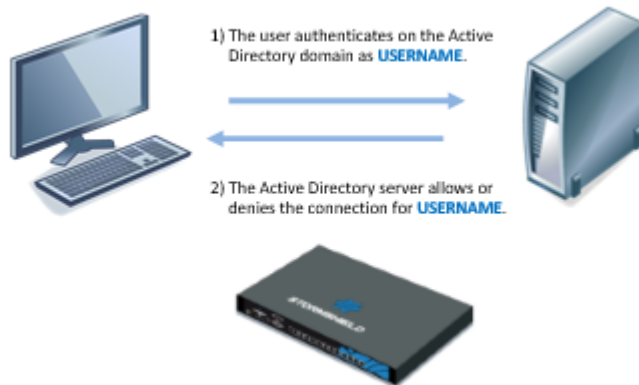 1) The user authenticates on the Active
Directory domain as USERNAME.
2) The Active Directory server allows or
denies the connection for USERNAME.
STORMSHIELD